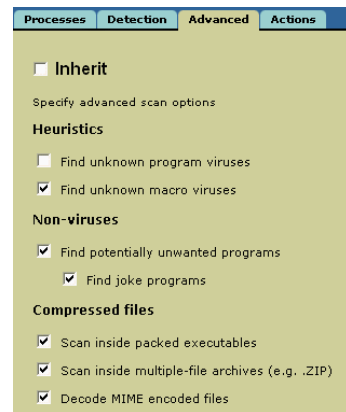 Processes Detection Advanced Actions
Inherit
Specify advanced scan options
Heuristics
Find unknown program viruses
Find unknown macro viruses
Non-viruses
Find potentially unwanted programs
Find joke programs
Compressed files
Scan inside packed executables
Scan inside multiple-file archives (e.g. .ZIP)
Decode MIME encoded files